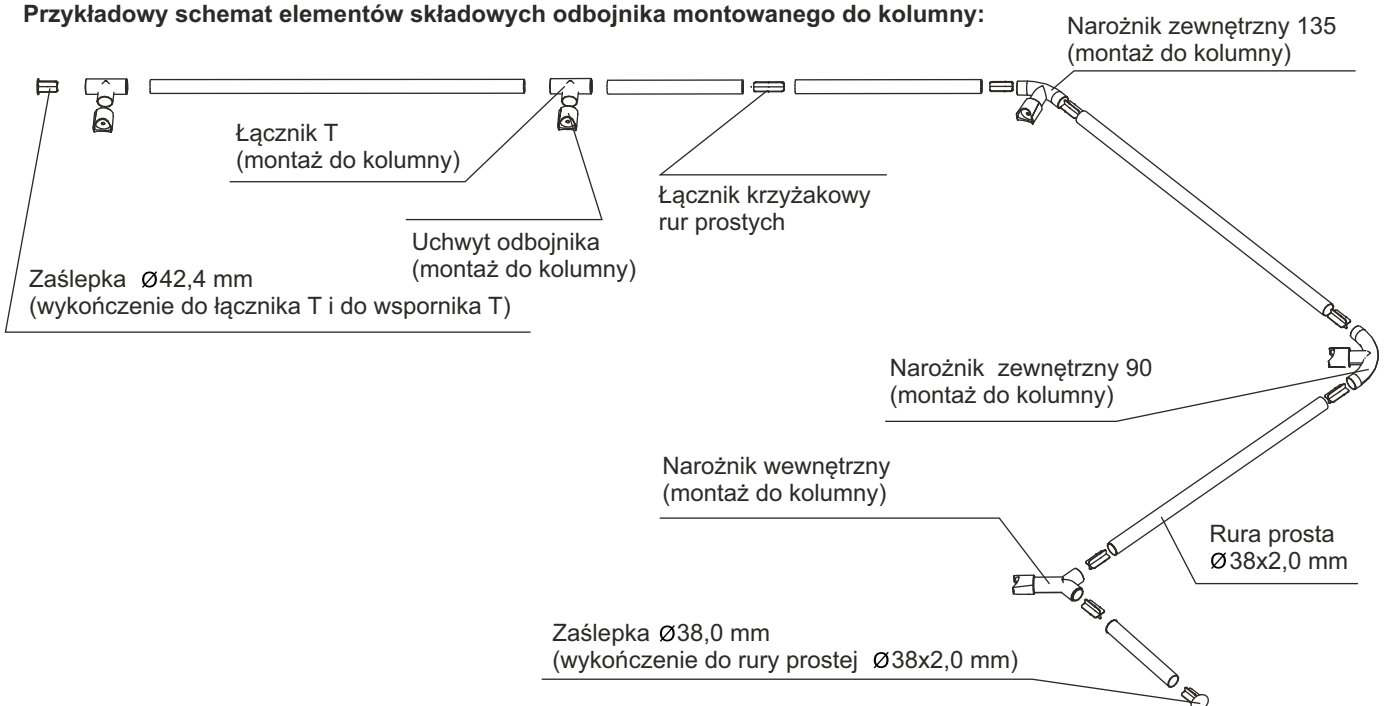 Przykładowy schemat elementów składowych odbojnika montowanego do kolumny:
Narożnik zewnętrzny 135
(montaż do kolumny)
Łącznik T
(montaż do kolumny)
Łącznik krzyżakowy
rur prostych
Uchwyt odbojnika
(montaż do kolumny)
Zaślepka Ø42,4 mm
(wykończenie do łącznika T i do wspornika T)
Narożnik zewnętrzny 90
(montaż do kolumny)
Narożnik wewnętrzny
(montaż do kolumny)
Rura prosta
Ø38x2,0 mm
Zaślepka Ø38,0 mm
(wykończenie do rury prostej Ø38x2,0 mm)